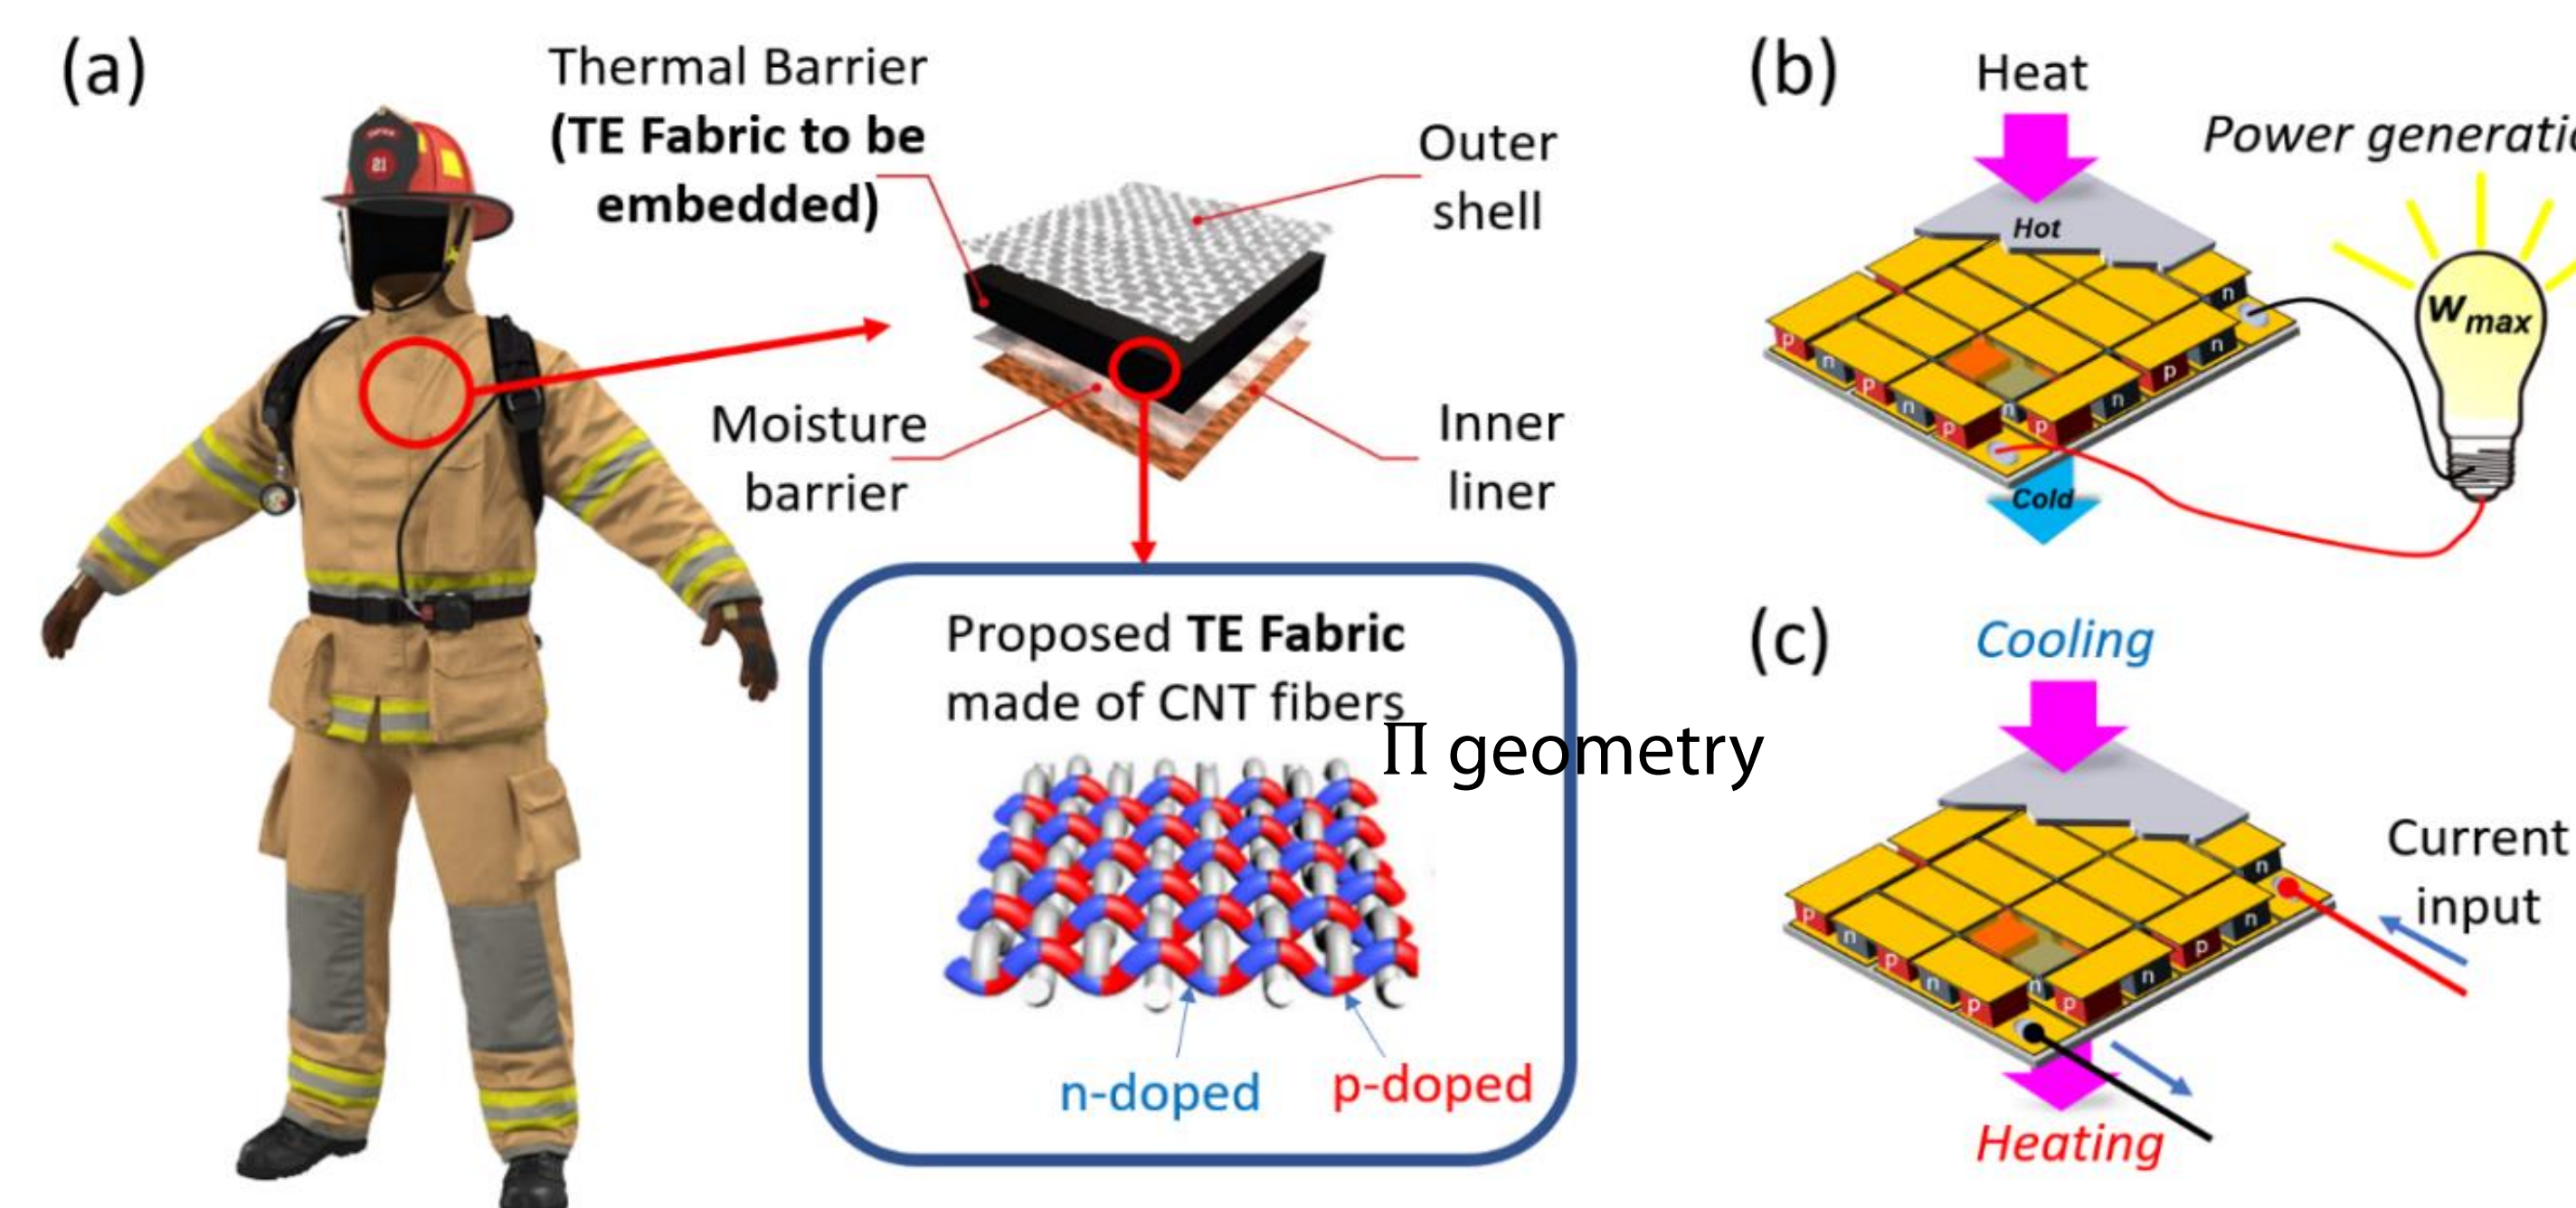 (a)
Thermal Barrier
(TE Fabric to be
embedded)
Outer
shell
21
Moisture
barrier
Inner
liner
Proposed TE Fabric
made of CNT fibers
Π geometry
n-doped
p-doped
(b)
Heat
Power generati
Hot
Wmax
n
n
p
n
p
n
p
n
p
n
p
Cold
(c)
Cooling
Current
input
n
n
p
n
p
n
p
n
p
n
p
Heating